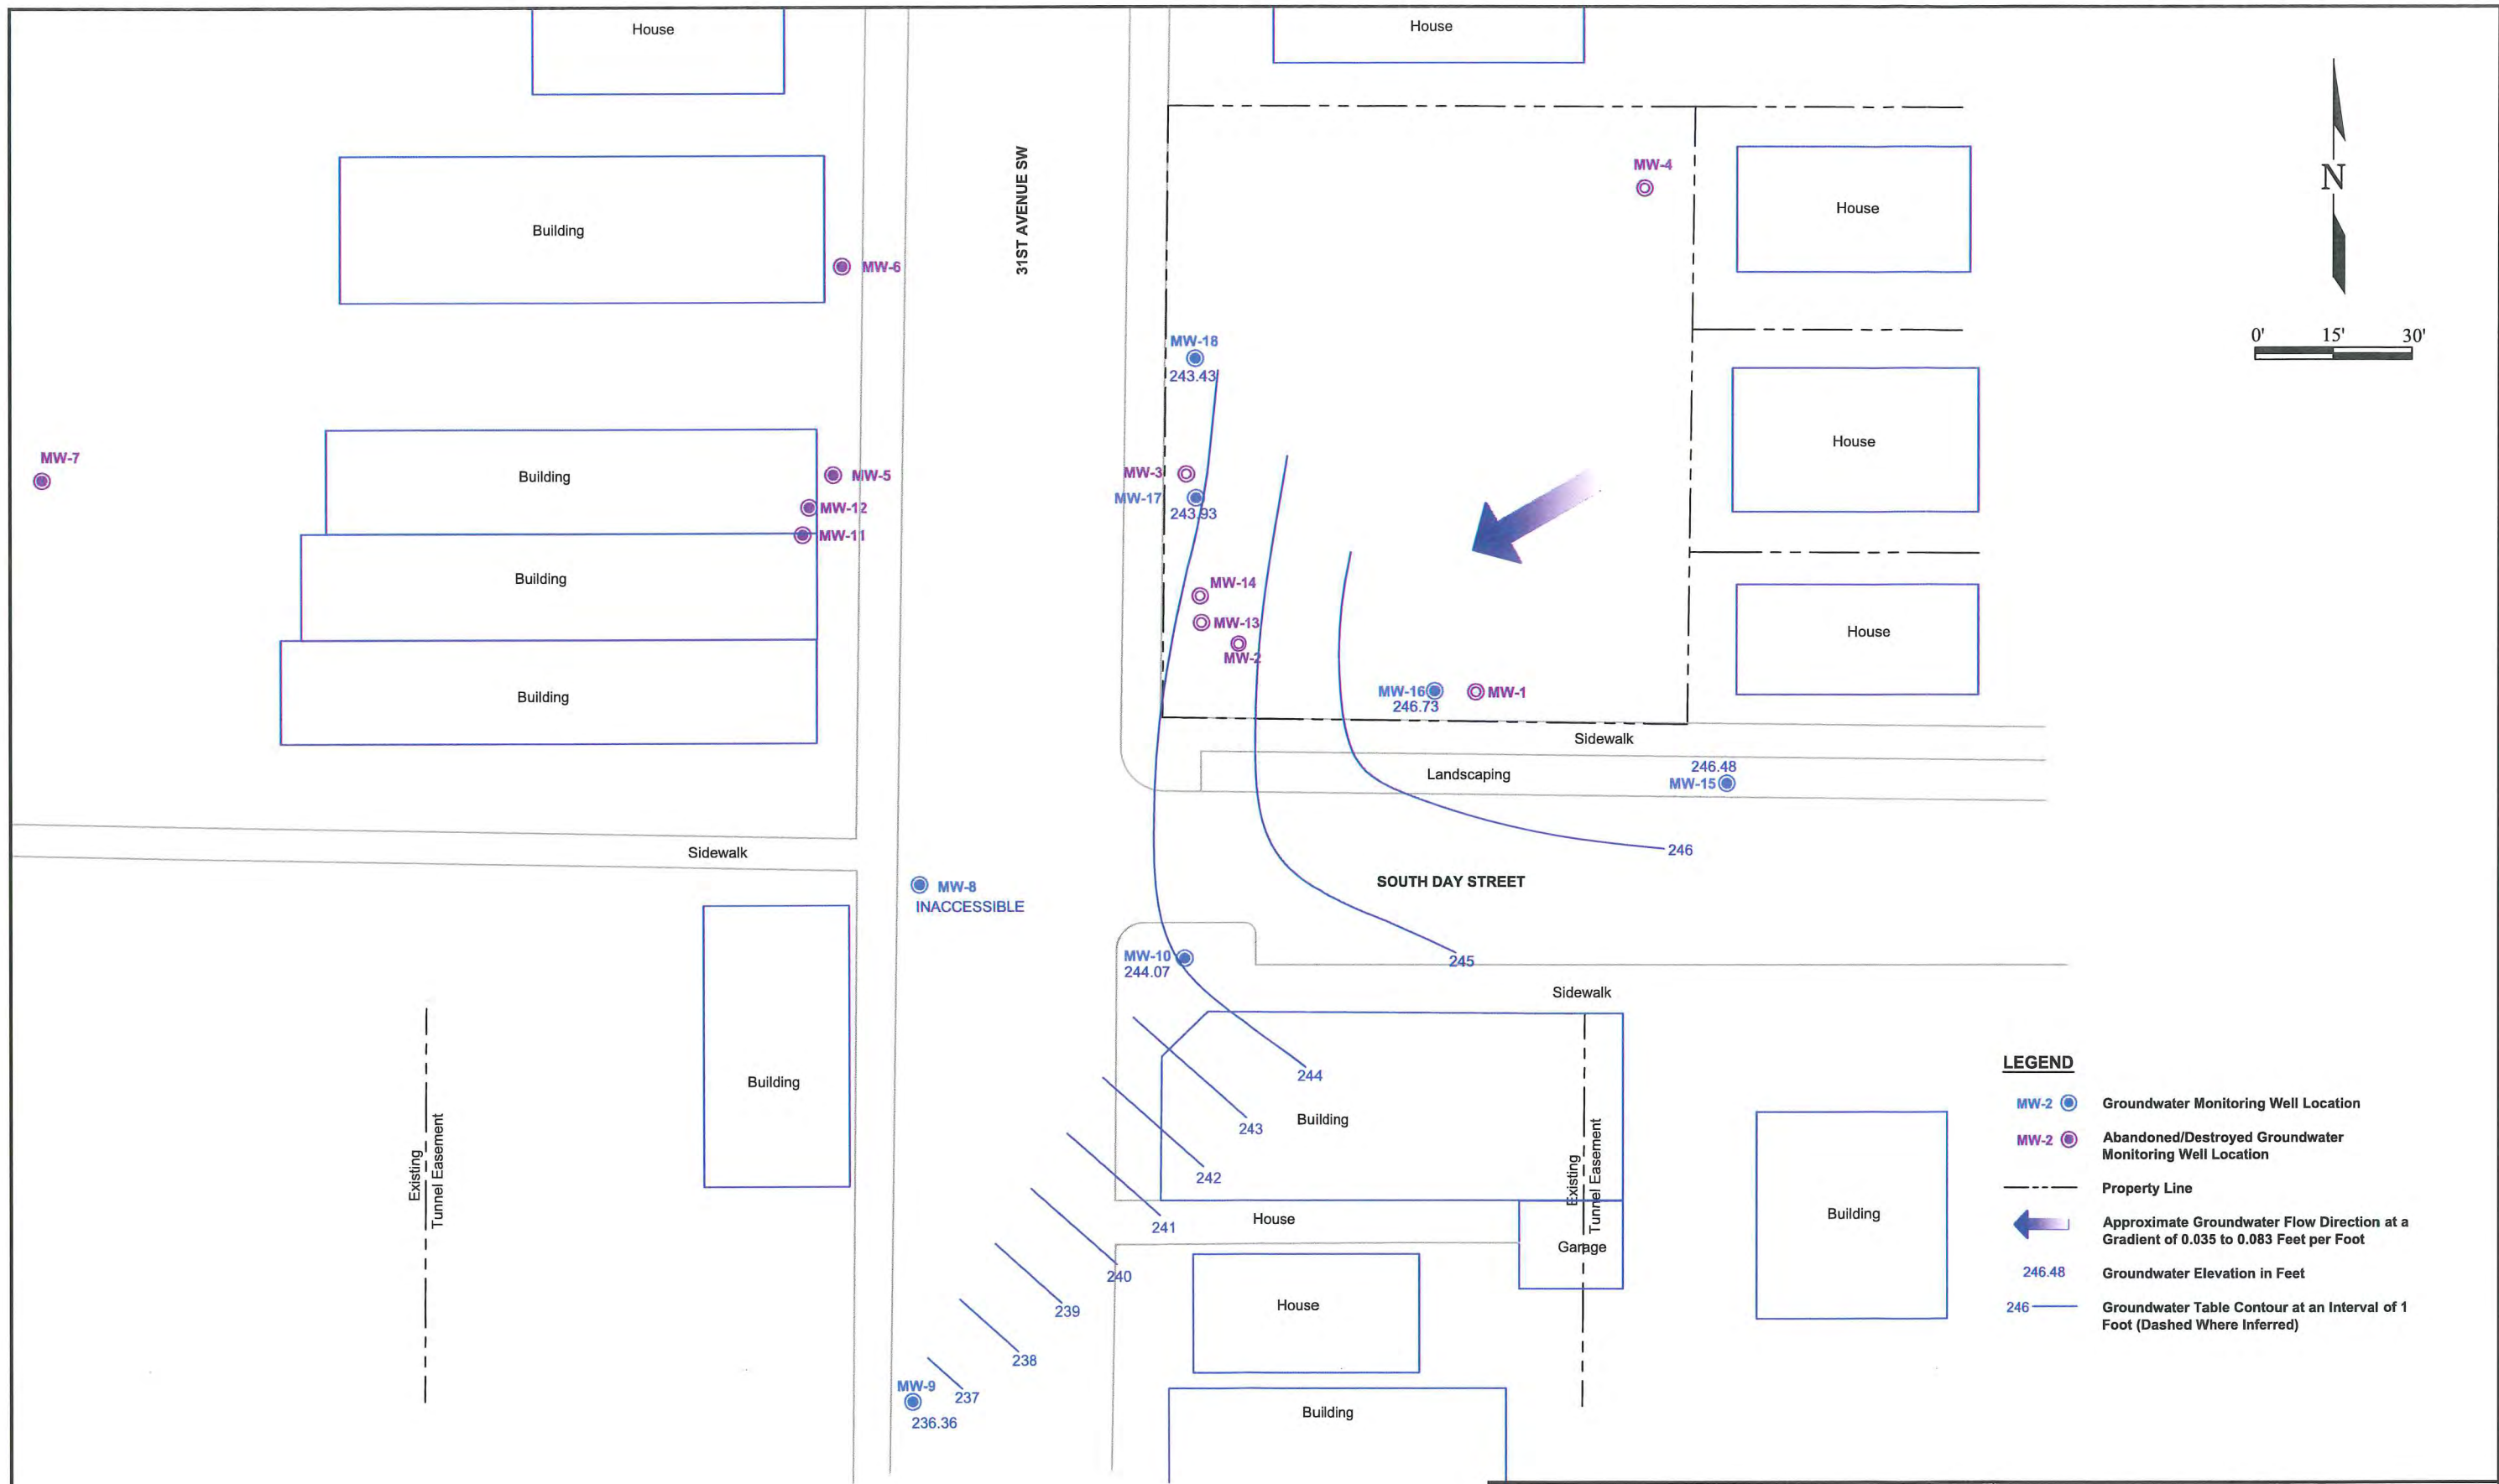 House
House
31ST AVENUE SW
MW-4
House
N
Building
MW-6
0' 15' 30'
MW-18
243.43
House
MW-7
Building
MW-5
MW-3
MW-17
243.93
MW-12
MW-11
Building
MW-14
MW-13
MW-2
House
MW-16
246.73
MW-1
Building
Sidewalk
Landscaping
246.48
MW-15
Sidewalk
246
SOUTH DAY STREET
MW-8
INACCESSIBLE
MW-10
244.07
245
Sidewalk
244
Building
Building
243
242
241
240
239
238
237
Existing
Tunnel Easement
Existing
Tunnel Easement
House
Garage
House
Building
Building
MW-9
236.36
LEGEND
MW-2 Groundwater Monitoring Well Location
MW-2 Abandoned/Destroyed Groundwater
Monitoring Well Location
Property Line
Approximate Groundwater Flow Direction at a
Gradient of 0.035 to 0.083 Feet per Foot
246.48 Groundwater Elevation in Feet
246 Groundwater Table Contour at an Interval of 1
Foot (Dashed Where Inferred)